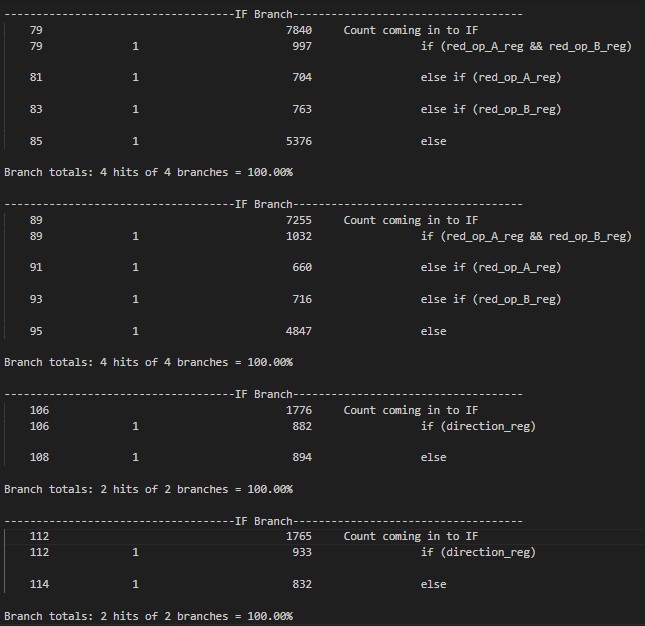 ------------------------------------IF Branch------------------------------------
79 7840 Count coming in to IF
79 1 997 if (red_op_A_reg && red_op_B_reg)
81 1 704 else if (red_op_A_reg)
83 1 763 else if (red_op_B_reg)
85 1 5376 else
Branch totals: 4 hits of 4 branches = 100.00%
------------------------------------IF Branch------------------------------------
89 7255 Count coming in to IF
89 1 1032 if (red_op_A_reg && red_op_B_reg)
91 1 660 else if (red_op_A_reg)
93 1 716 else if (red_op_B_reg)
95 1 4847 else
Branch totals: 4 hits of 4 branches = 100.00%
------------------------------------IF Branch------------------------------------
106 1776 Count coming in to IF
106 1 882 if (direction_reg)
108 1 894 else
Branch totals: 2 hits of 2 branches = 100.00%
------------------------------------IF Branch------------------------------------
112 1765 Count coming in to IF
112 1 933 if (direction_reg)
114 1 832 else
Branch totals: 2 hits of 2 branches = 100.00%